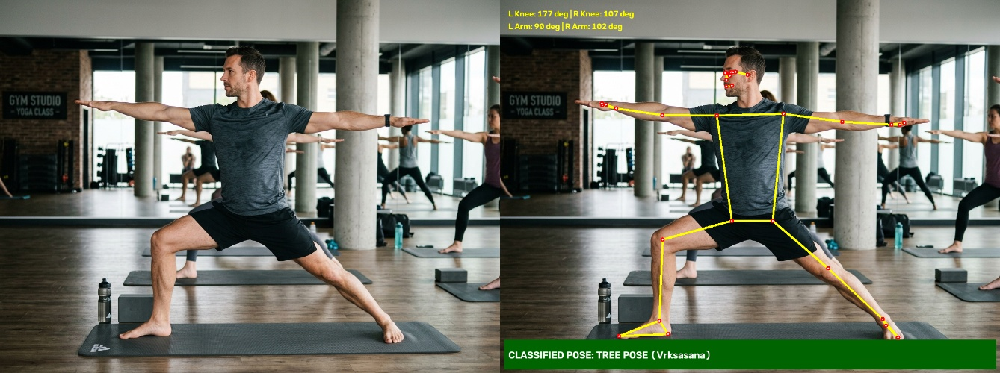 GYM STUDIO
- YOGA CLASS -
adidas
L Knee: 177 deg | R Knee: 107 deg
L Arm: 90 deg | R Arm: 102 deg
GYM STUDIO
- YOGA CLASS -
CLASSIFIED POSE: TREE POSE (Vrksasana)